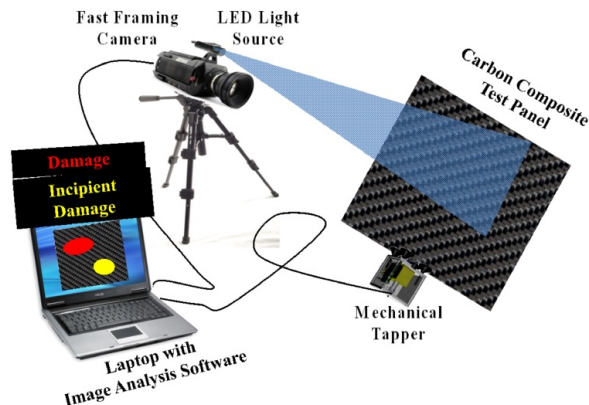 Fast Framing
Camera
LED Light
Source
Carbon Composite
Test Panel
Damage
Incipient
Damage
Mechanical
Tapper
Laptop with
Image Analysis Software